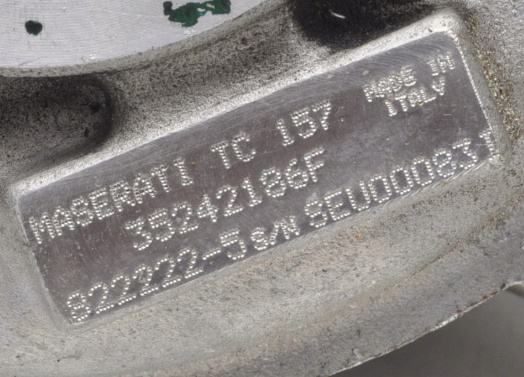 MASERATI TC 157 MADE IN ITALY
35242186F
822222-5 S/N SEU00083